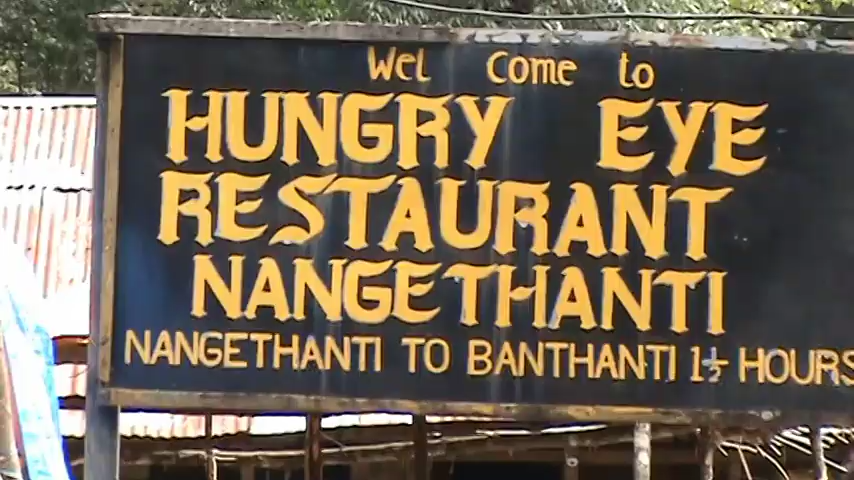 Wel Come to
HUNGRY EYE
RESTAURANT
NANGETHANTI
NANGETHANTI TO BANTHANTI 1½ HOURS